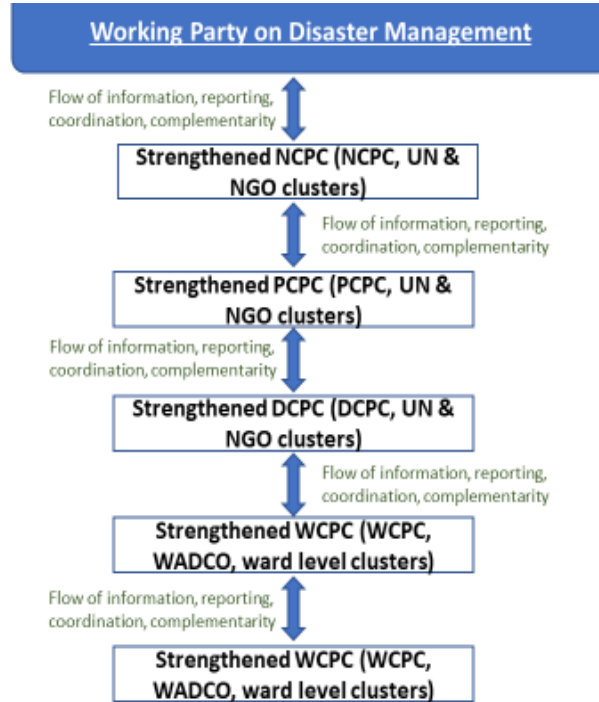 Working Party on Disaster Management
Flow of information, reporting,
coordination, complementarity
Strengthened NCPC (NCPC, UN &
NGO clusters)
Flow of information, reporting,
coordination, complementarity
Strengthened PCPC (PCPC, UN &
NGO clusters)
Flow of information, reporting,
coordination, complementarity
Strengthened DCPC (DCPC, UN &
NGO clusters)
Flow of information, reporting,
coordination, complementarity
Strengthened WCPC (WCPC,
WADCO, ward level clusters)
Flow of information, reporting,
coordination, complementarity
Strengthened WCPC (WCPC,
WADCO, ward level clusters)